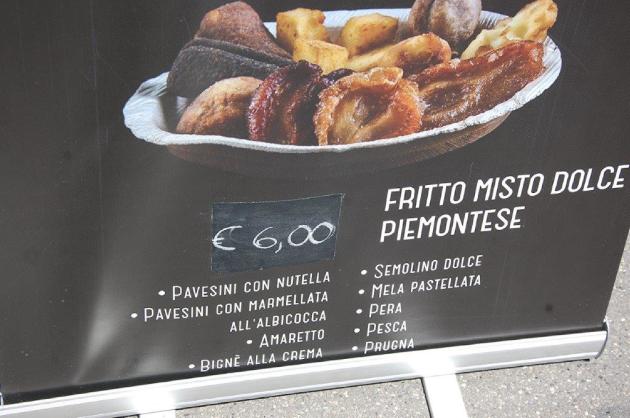 FRITTO MISTO DOLCE
PIEMONTESE
€ 6,00
• PAVESINI CON NUTELLA
• PAVESINI CON MARMELLATA
ALL'ALBICOCCA
• AMARETTO
• BIGNÈ ALLA CREMA
• SEMOLINO DOLCE
• MELA PASTELLATA
• PERA
• PESCA
• PRUGNA